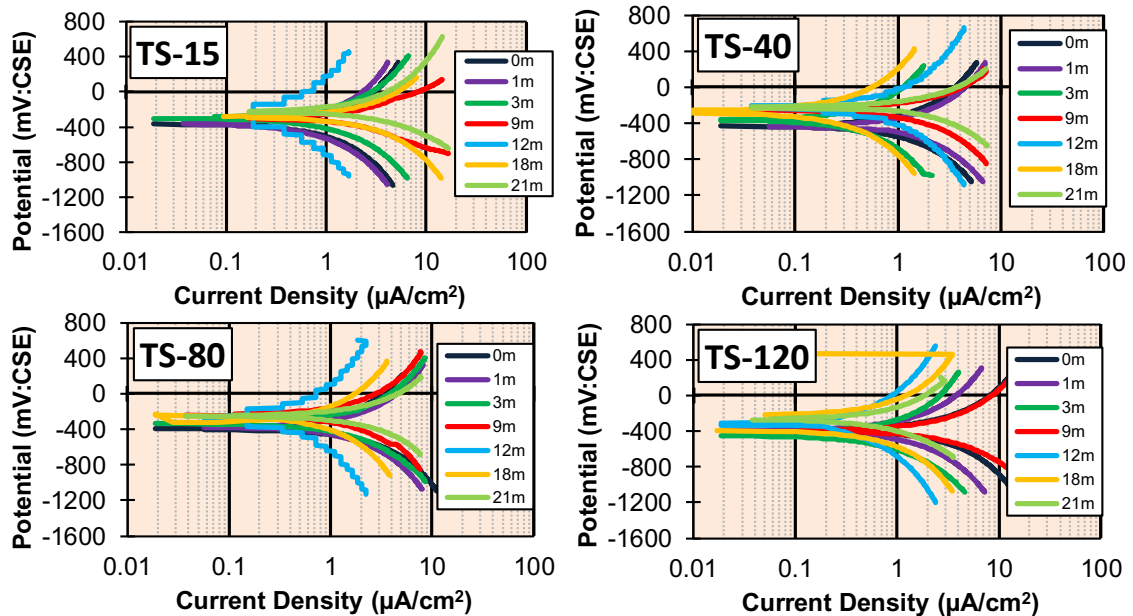 TS-15
Potential (mV:CSE)
800
400
0
-400
-800
-1200
-1600
0.01 0.1 1 10 100
Current Density (µA/cm²)
0m
1m
3m
9m
12m
18m
21m
TS-40
Potential (mV:CSE)
800
400
0
-400
-800
-1200
-1600
0.01 0.1 1 10 100
Current Density (µA/cm²)
0m
1m
3m
9m
12m
18m
21m
TS-80
Potential (mV:CSE)
800
400
0
-400
-800
-1200
-1600
0.01 0.1 1 10 100
Current Density (µA/cm²)
0m
1m
3m
9m
12m
18m
21m
TS-120
Potential (mV:CSE)
800
400
0
-400
-800
-1200
-1600
0.01 0.1 1 10 100
Current Density (µA/cm²)
0m
1m
3m
9m
12m
18m
21m